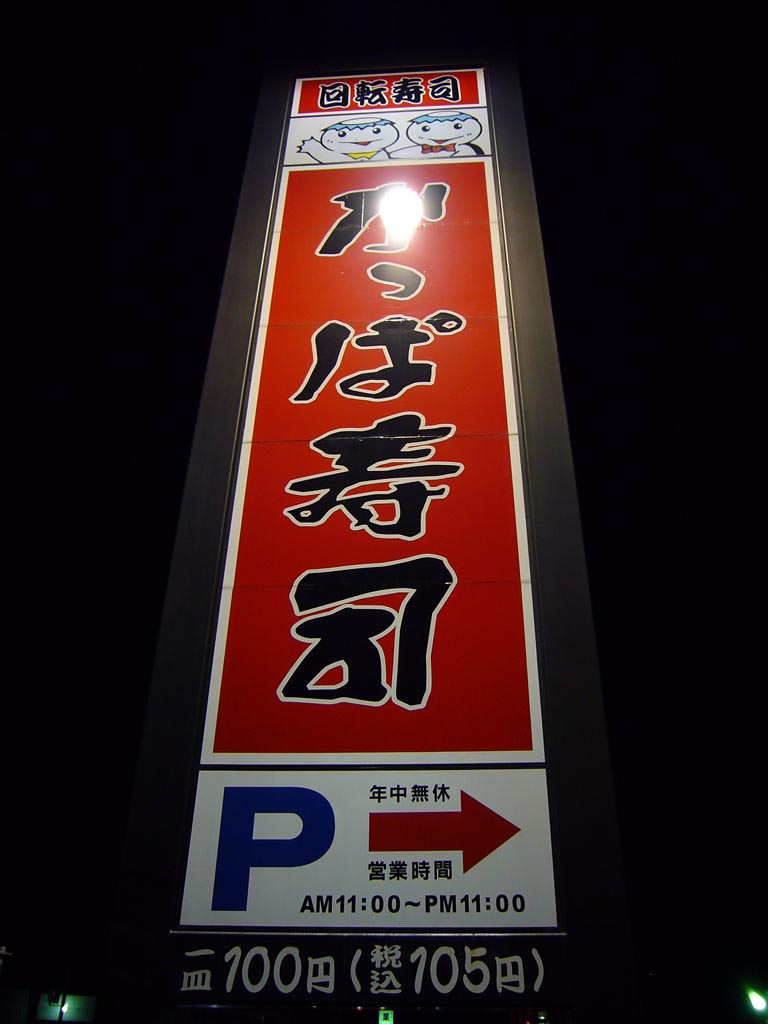 回転寿司
かっぱ寿司
P
年中無休
営業時間
AM11:00～PM11:00
一皿100円(税込105円)